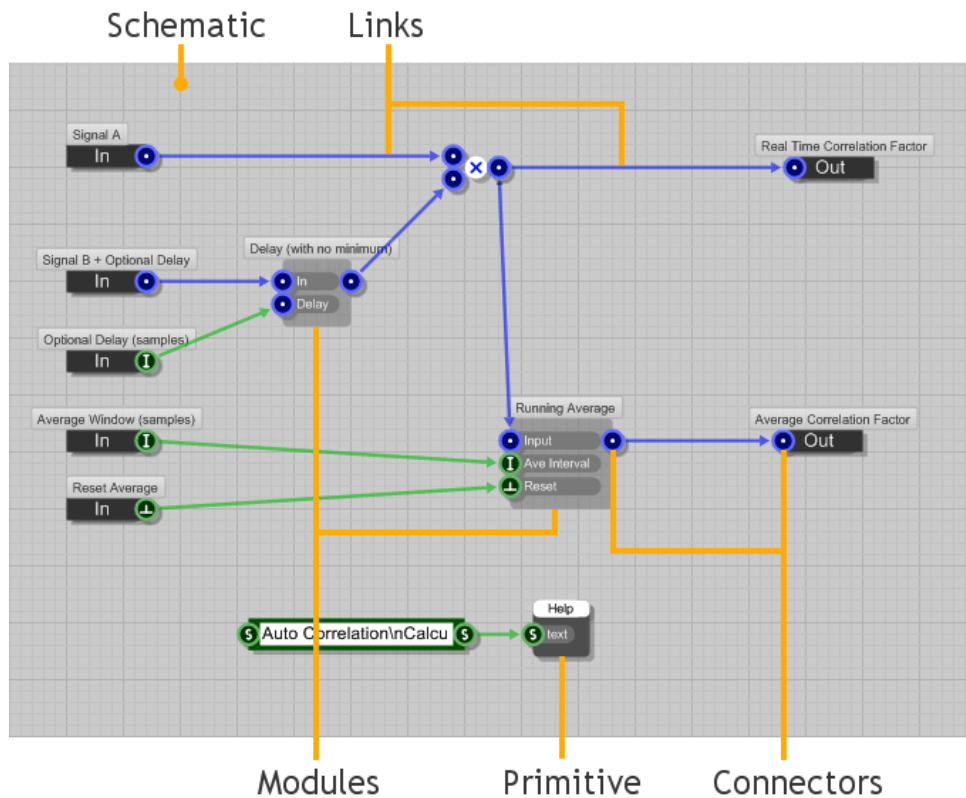 Schematic
Links
Signal A
In
Real Time Correlation Factor
Out
Signal B + Optional Delay
In
Delay (with no minimum)
In
Delay
Optional Delay (samples)
In
I
Average Window (samples)
In
I
Running Average
Input
I
Ave Interval
Reset
Average Correlation Factor
Out
Reset Average
In
S
Auto Correlation\nCalcu
S
Help
S
text
Modules
Primitive
Connectors